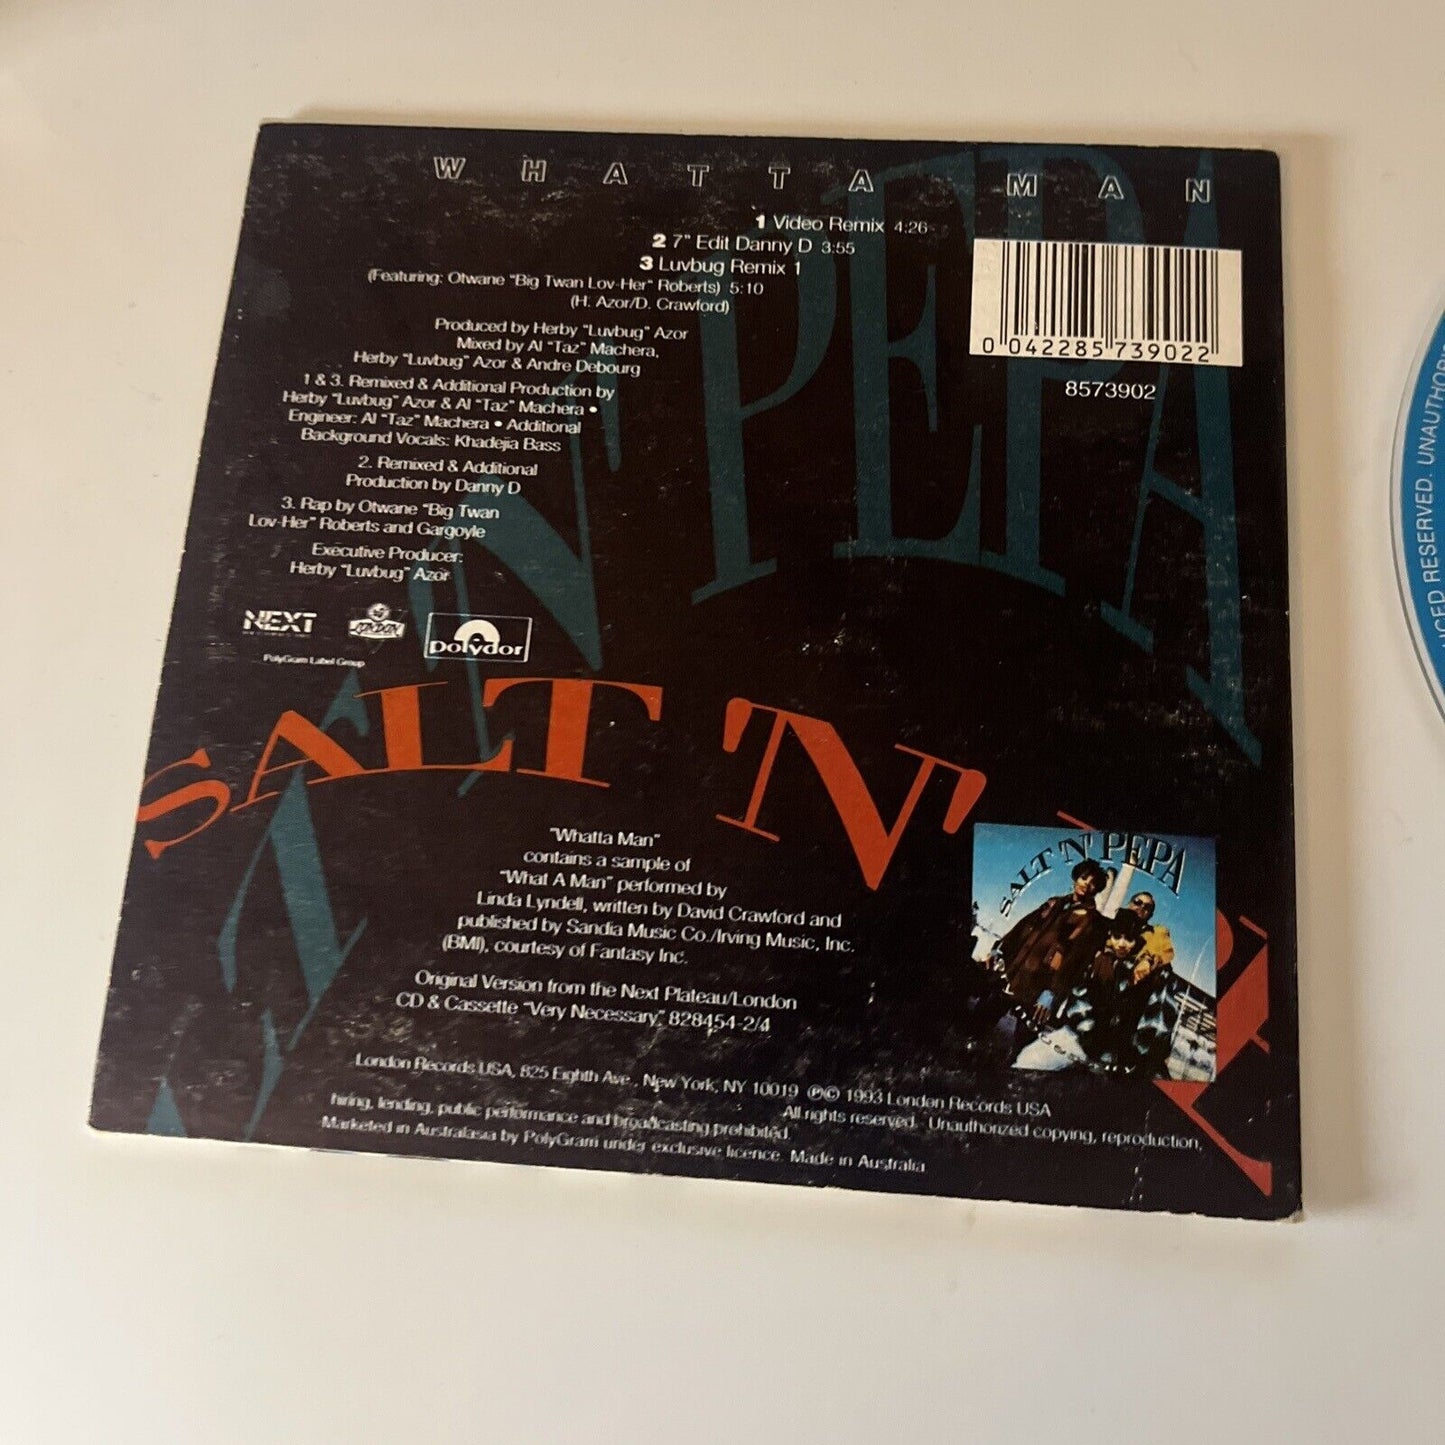 WHATTA MAN
1 Video Remix 4:26
2 7" Edit Danny D 3:55
3 Luvbug Remix 1
(Featuring: Otwane "Big Twan Lov-Her" Roberts) 5:10
(H. Azor/D. Crawford)
Produced by Herby "Luvbug" Azor
Mixed by Al "Taz" Machera,
Herby "Luvbug" Azor & Andre Debourg
1 & 3. Remixed & Additional Production by
Herby "Luvbug" Azor & Al "Taz" Machera •
Engineer: Al "Taz" Machera • Additional
Background Vocals: Khadejia Bass
2. Remixed & Additional
Production by Danny D
3. Rap by Otwane "Big Twan
Lov-Her" Roberts and Gargoyle
Executive Producer:
Herby "Luvbug" Azor
0 042285 739022
8573902
NEXT
LONDON
polydor
PolyGram Label Group
'N' PEPA
SALT 'N' P
"Whatta Man"
contains a sample of
"What A Man" performed by
Linda Lyndell, written by David Crawford and
published by Sandia Music Co./Irving Music, Inc.
(BMI), courtesy of Fantasy Inc.
Original Version from the Next Plateau/London
CD & Cassette "Very Necessary," 828454-2/4
SALT 'N' PEPA
London Records USA, 825 Eighth Ave., New York, NY 10019 ℗© 1993 London Records USA
All rights reserved. Unauthorized copying, reproduction,
hiring, lending, public performance and broadcasting prohibited.
Marketed in Australasia by PolyGram under exclusive licence. Made in Australia
UCED RESERVED. UNAUTHORI